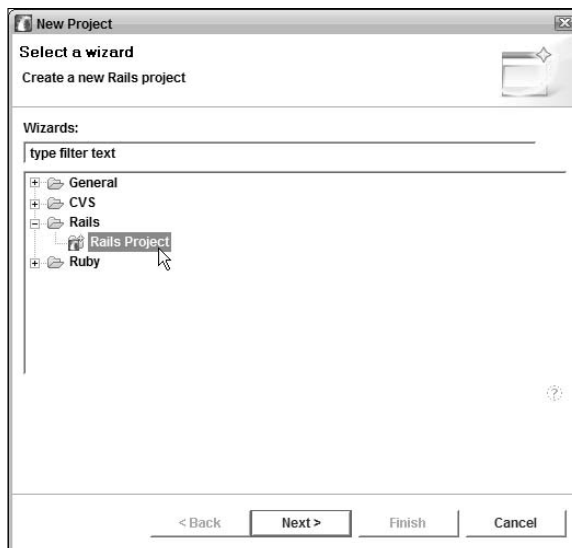 New Project
Select a wizard
Create a new Rails project
Wizards:
type filter text
General
CVS
Rails
Rails Project
Ruby
?
< Back Next > Finish Cancel